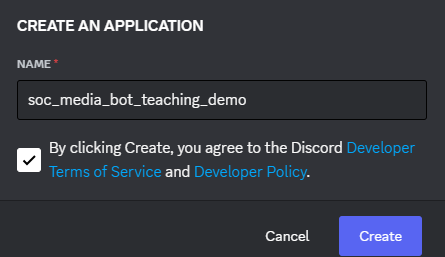 CREATE AN APPLICATION
NAME *
soc_media_bot_teaching_demo
By clicking Create, you agree to the Discord Developer
Terms of Service and Developer Policy.
Cancel Create